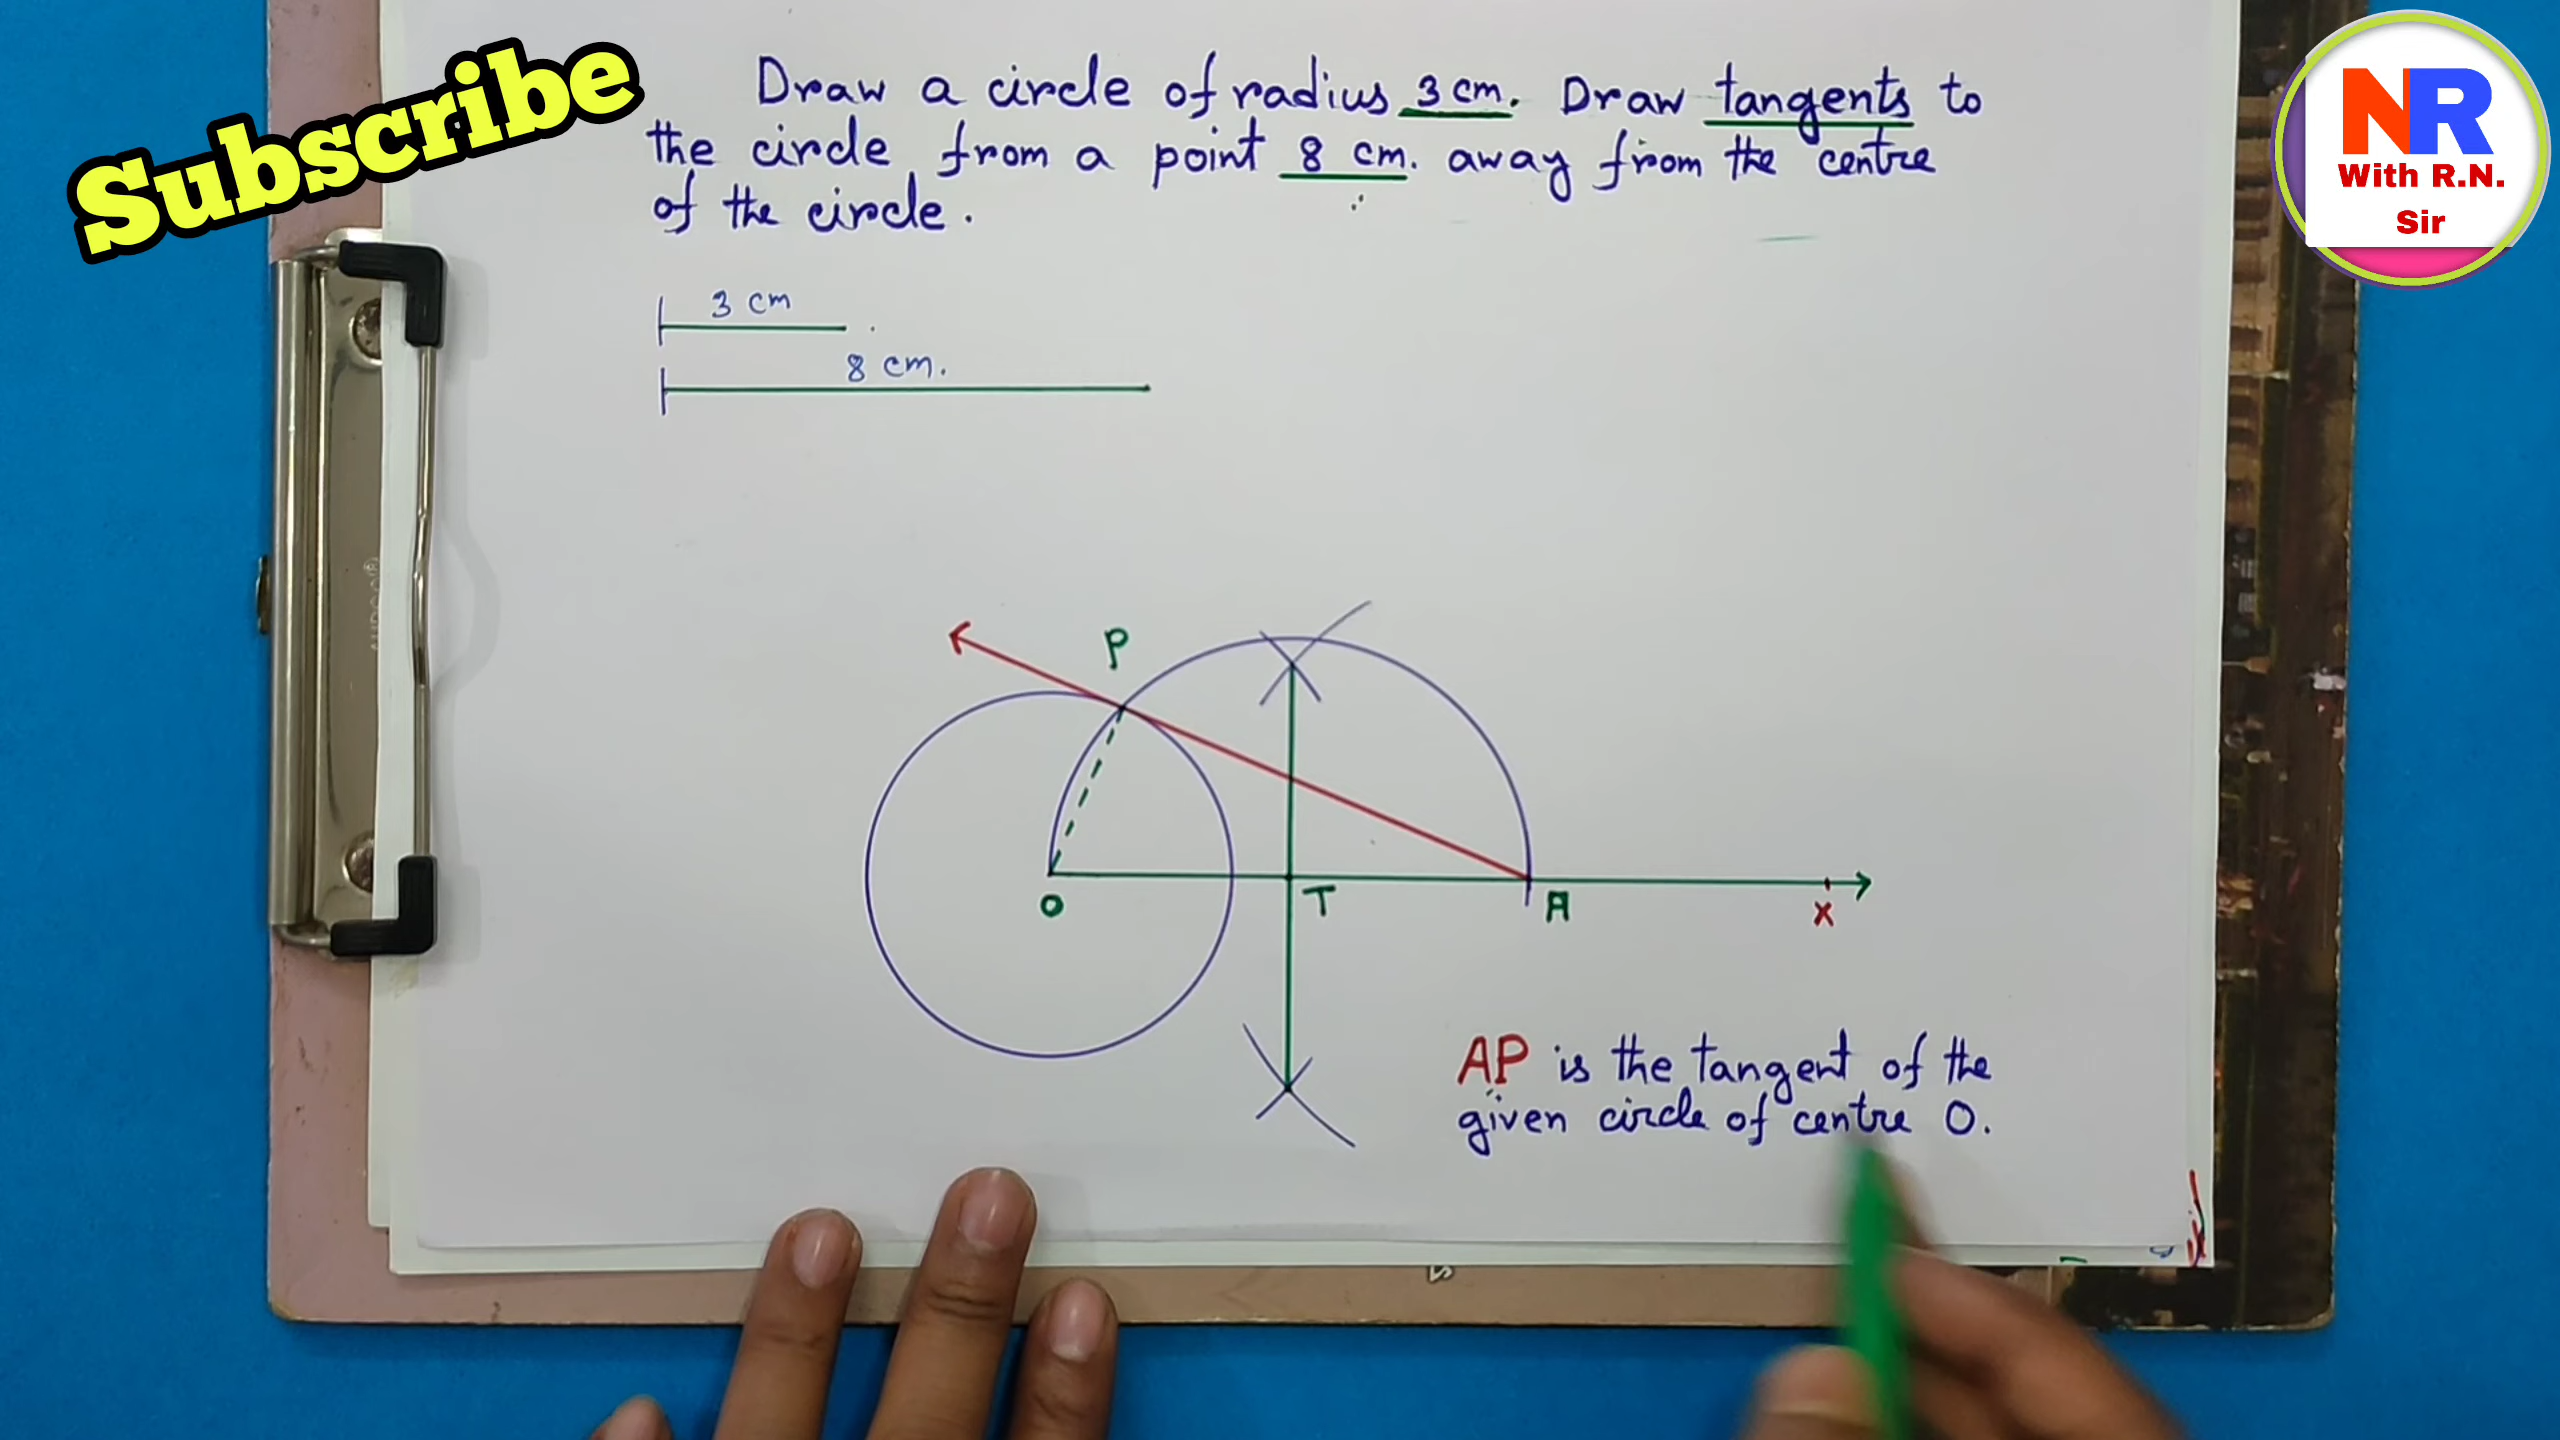 Subscribe
Draw a circle of radius 3 cm. Draw tangents to
the circle from a point 8 cm. away from the centre
of the circle.
NR
With R.N.
Sir
3 cm
8 cm.
P
O
T
A
X
AP is the tangent of the
given circle of centre O.